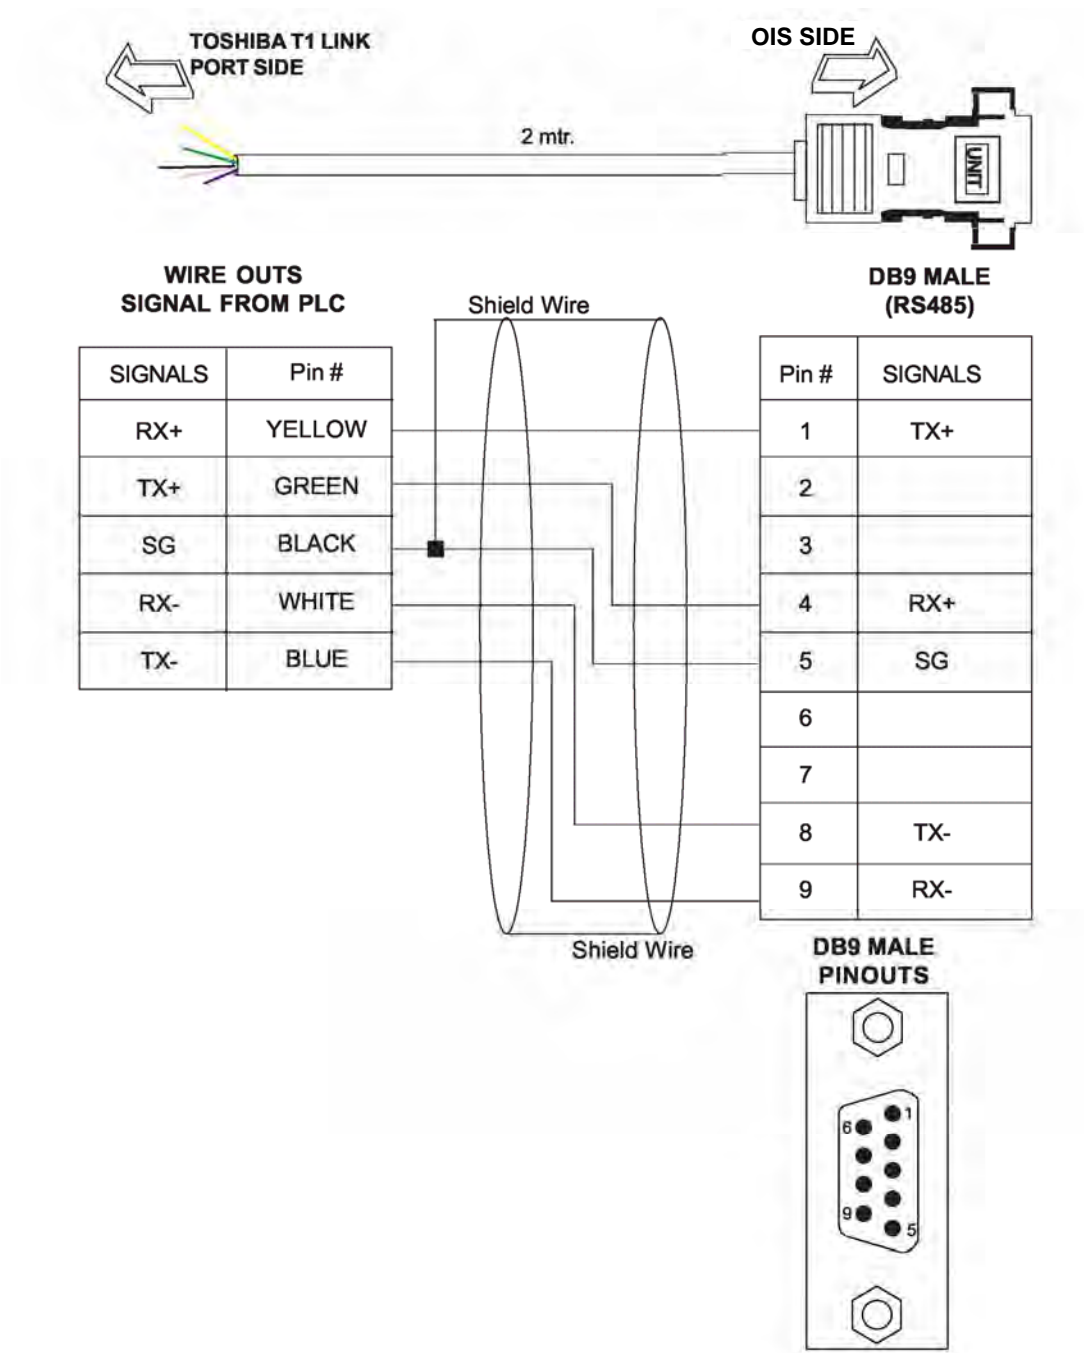 TOSHIBA T1 LINK
PORT SIDE
OIS SIDE
2 mtr.
UNIT
WIRE OUTS
SIGNAL FROM PLC
Shield Wire
DB9 MALE
(RS485)
SIGNALS Pin #
RX+ YELLOW
TX+ GREEN
SG BLACK
RX- WHITE
TX- BLUE
Pin # SIGNALS
1 TX+
2
3
4 RX+
5 SG
6
7
8 TX-
9 RX-
Shield Wire
DB9 MALE
PINOUTS
1
6
9
5